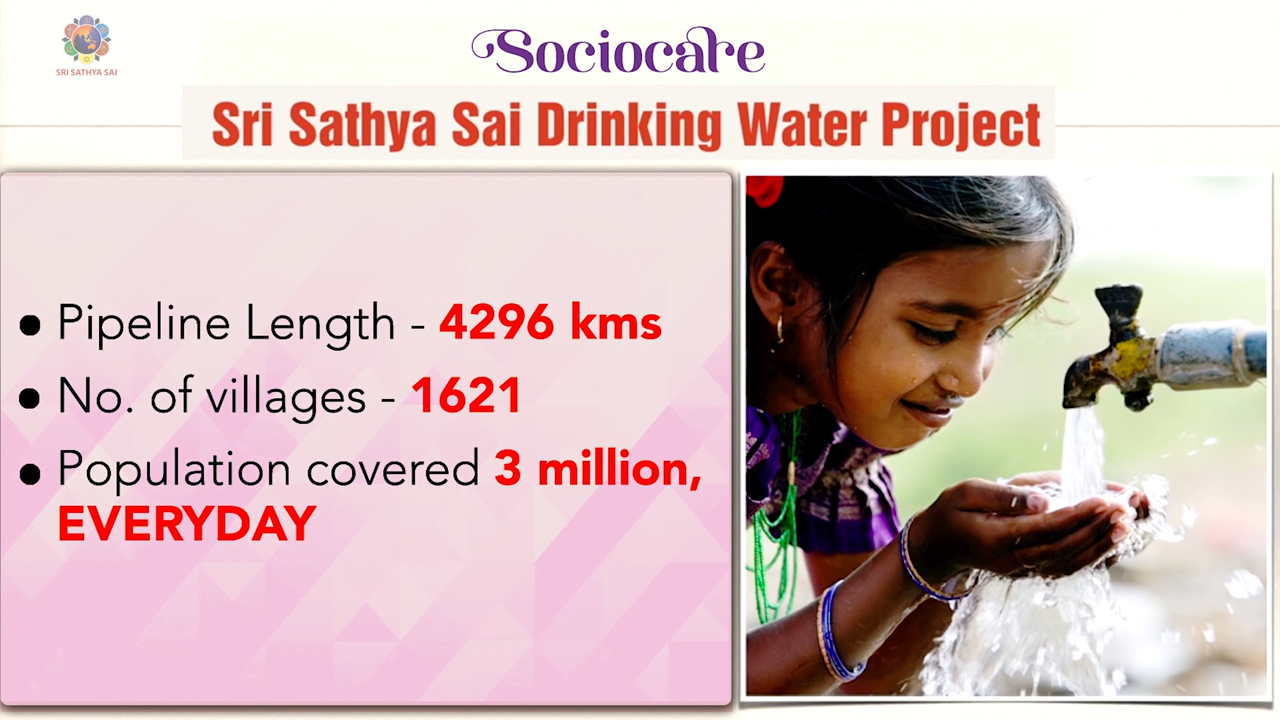 SRI SATHYA SAI
Sociocare
Sri Sathya Sai Drinking Water Project
• Pipeline Length - 4296 kms
• No. of villages - 1621
• Population covered 3 million,
EVERYDAY